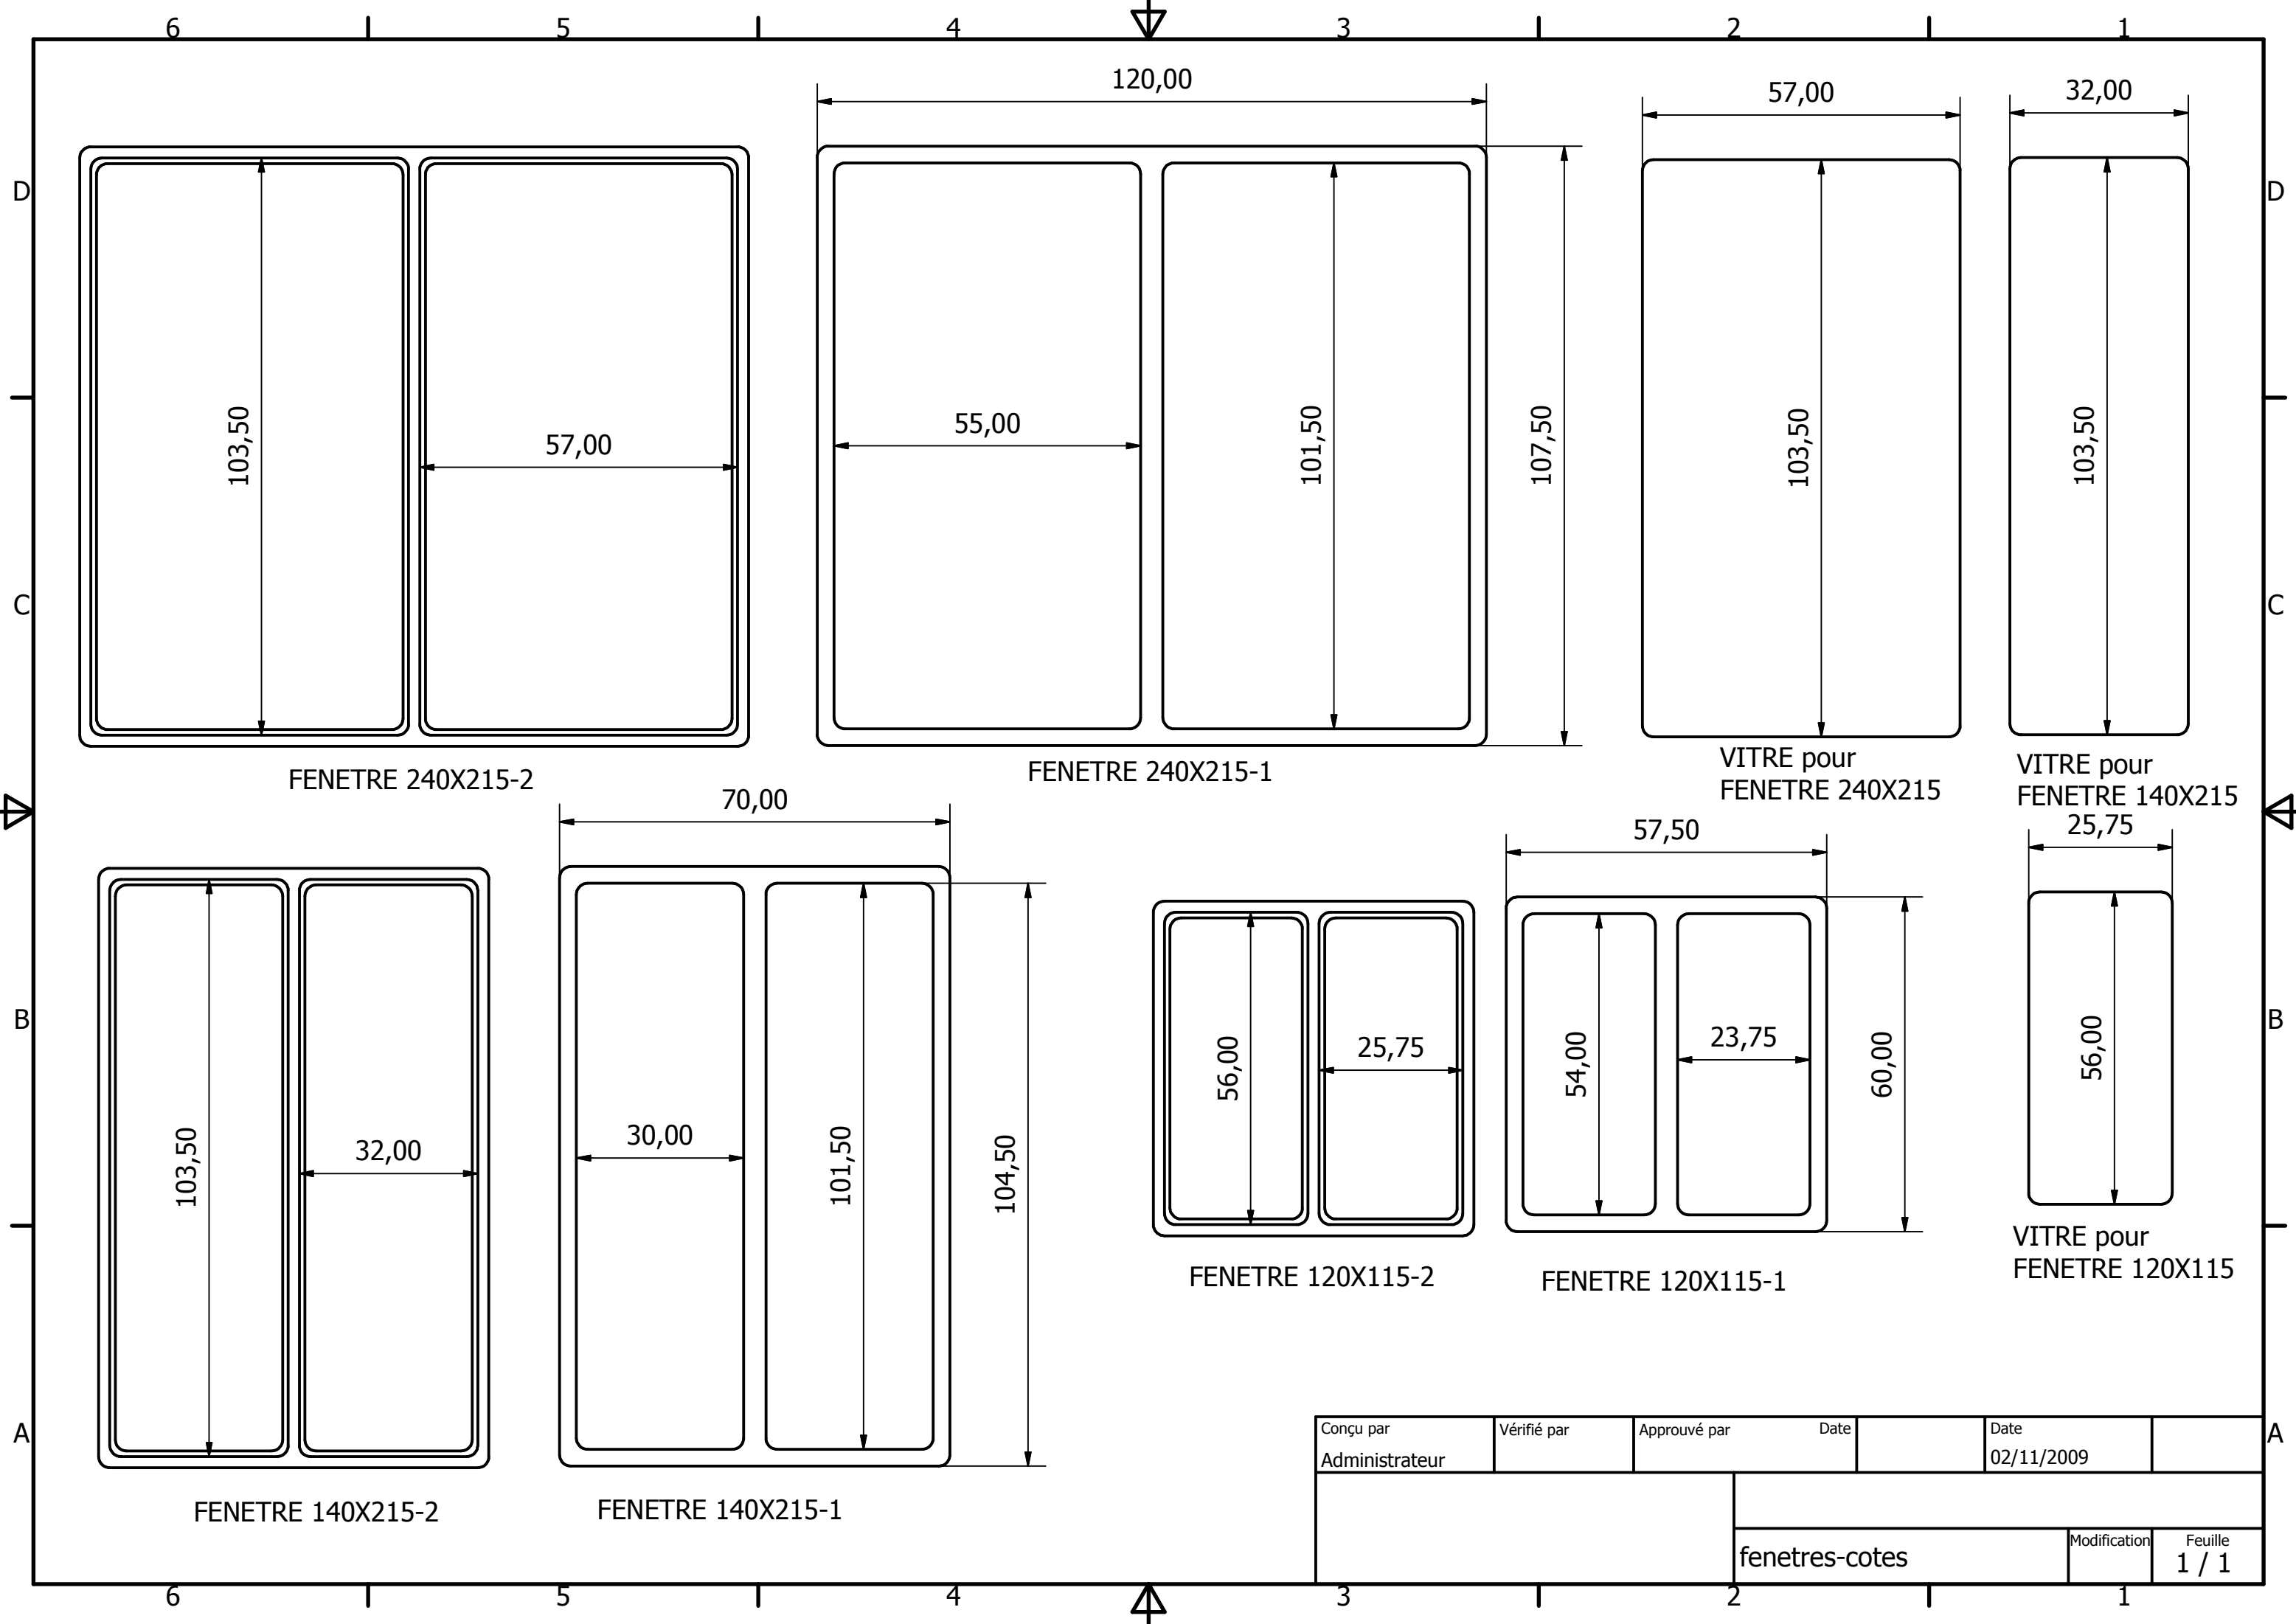 6 5 4 3 2 1
120,00
57,00
32,00
D D
103,50
57,00
55,00
101,50
107,50
103,50
103,50
C C
FENETRE 240X215-2
FENETRE 240X215-1
VITRE pour
FENETRE 240X215
VITRE pour
FENETRE 140X215
70,00
57,50
25,75
B B
103,50
32,00
30,00
101,50
104,50
56,00
25,75
54,00
23,75
60,00
56,00
FENETRE 120X115-2
FENETRE 120X115-1
VITRE pour
FENETRE 120X115
A A
FENETRE 140X215-2
FENETRE 140X215-1
Conçu par Vérifié par Approuvé par Date Date
Administrateur 02/11/2009
Modification Feuille
fenetres-cotes 1 / 1
6 5 4 3 2 1